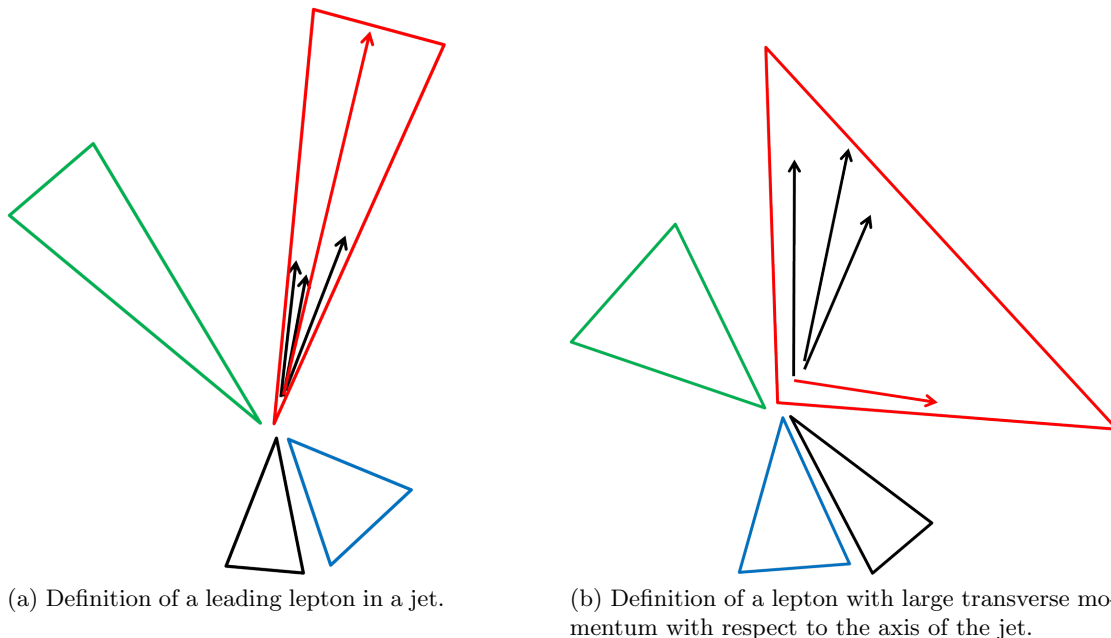 (a) Definition of a leading lepton in a jet.
(b) Definition of a lepton with large transverse mo-
mentum with respect to the axis of the jet.